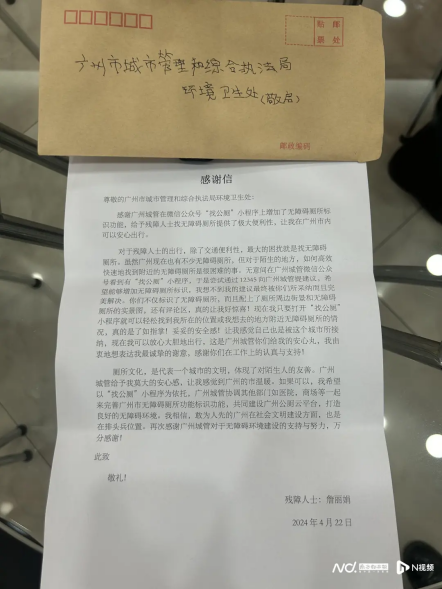 贴邮
票处
广州市城市管理和综合执法局
环境卫生处(敬启)
邮政编码
感谢信
尊敬的广州市城市管理和综合执法局环境卫生处：
感谢广州城管在微信公众号“找公厕”小程序上增加了无障碍厕所标
识功能，给予残障人士找无障碍厕所提供了极大便利性，让我在广州市内
可以安心出行。
对于残障人士的出行，除了交通便利性，最大的困扰就是找无障碍
厕所。虽然广州现在也有不少无障碍厕所，但对于陌生的地方，如何高效
快速地找到附近的无障碍厕所是很困难的事。无意间在广州城管微信公众
号看到有“找公厕”小程序，于是尝试通过12345向广州城管提建议，希
望能够增加无障碍厕所标识，我想不到我的建议最终被你们所采纳而且完
美解决。你们不仅标识了无障碍厕所，而且配上了厕所周边街景和无障碍
厕所的实景图，还有评论区，真的让我好惊喜！现在我只要打开“找公厕”
小程序就可以轻松找到我所在的位置或我想去的地方附近无障碍厕所的情
况，真的是了如指掌！妥妥的安全感！让我感觉自己也是被这个城市所接
纳，现在我可以放心大胆地出行，这是广州城管你们给我的安心丸，我由
衷地想表达我最诚挚的谢意，感谢你们在工作上的认真与支持！
厕所文化，是代表一个城市的文明，体现了对陌生人的友善。广州
城管给予我莫大的安心感，让我感觉到广州的市温暖。如果可以，我希望
以“找公厕”小程序为依托，广州城管协调其他部门如医院，商场等一起
来完善广州市无障碍厕所功能标识功能，共同建设广州公厕云平台，打造
良好的无障碍环境，我相信，敢为人先的广州在社会文明建设方面，也是
在排头兵位置。再次感谢广州城管对于无障碍环境建设的支持与努力，万
分感谢！
此致
敬礼！
残障人士：詹丽娟
2024年4月22日
N视频